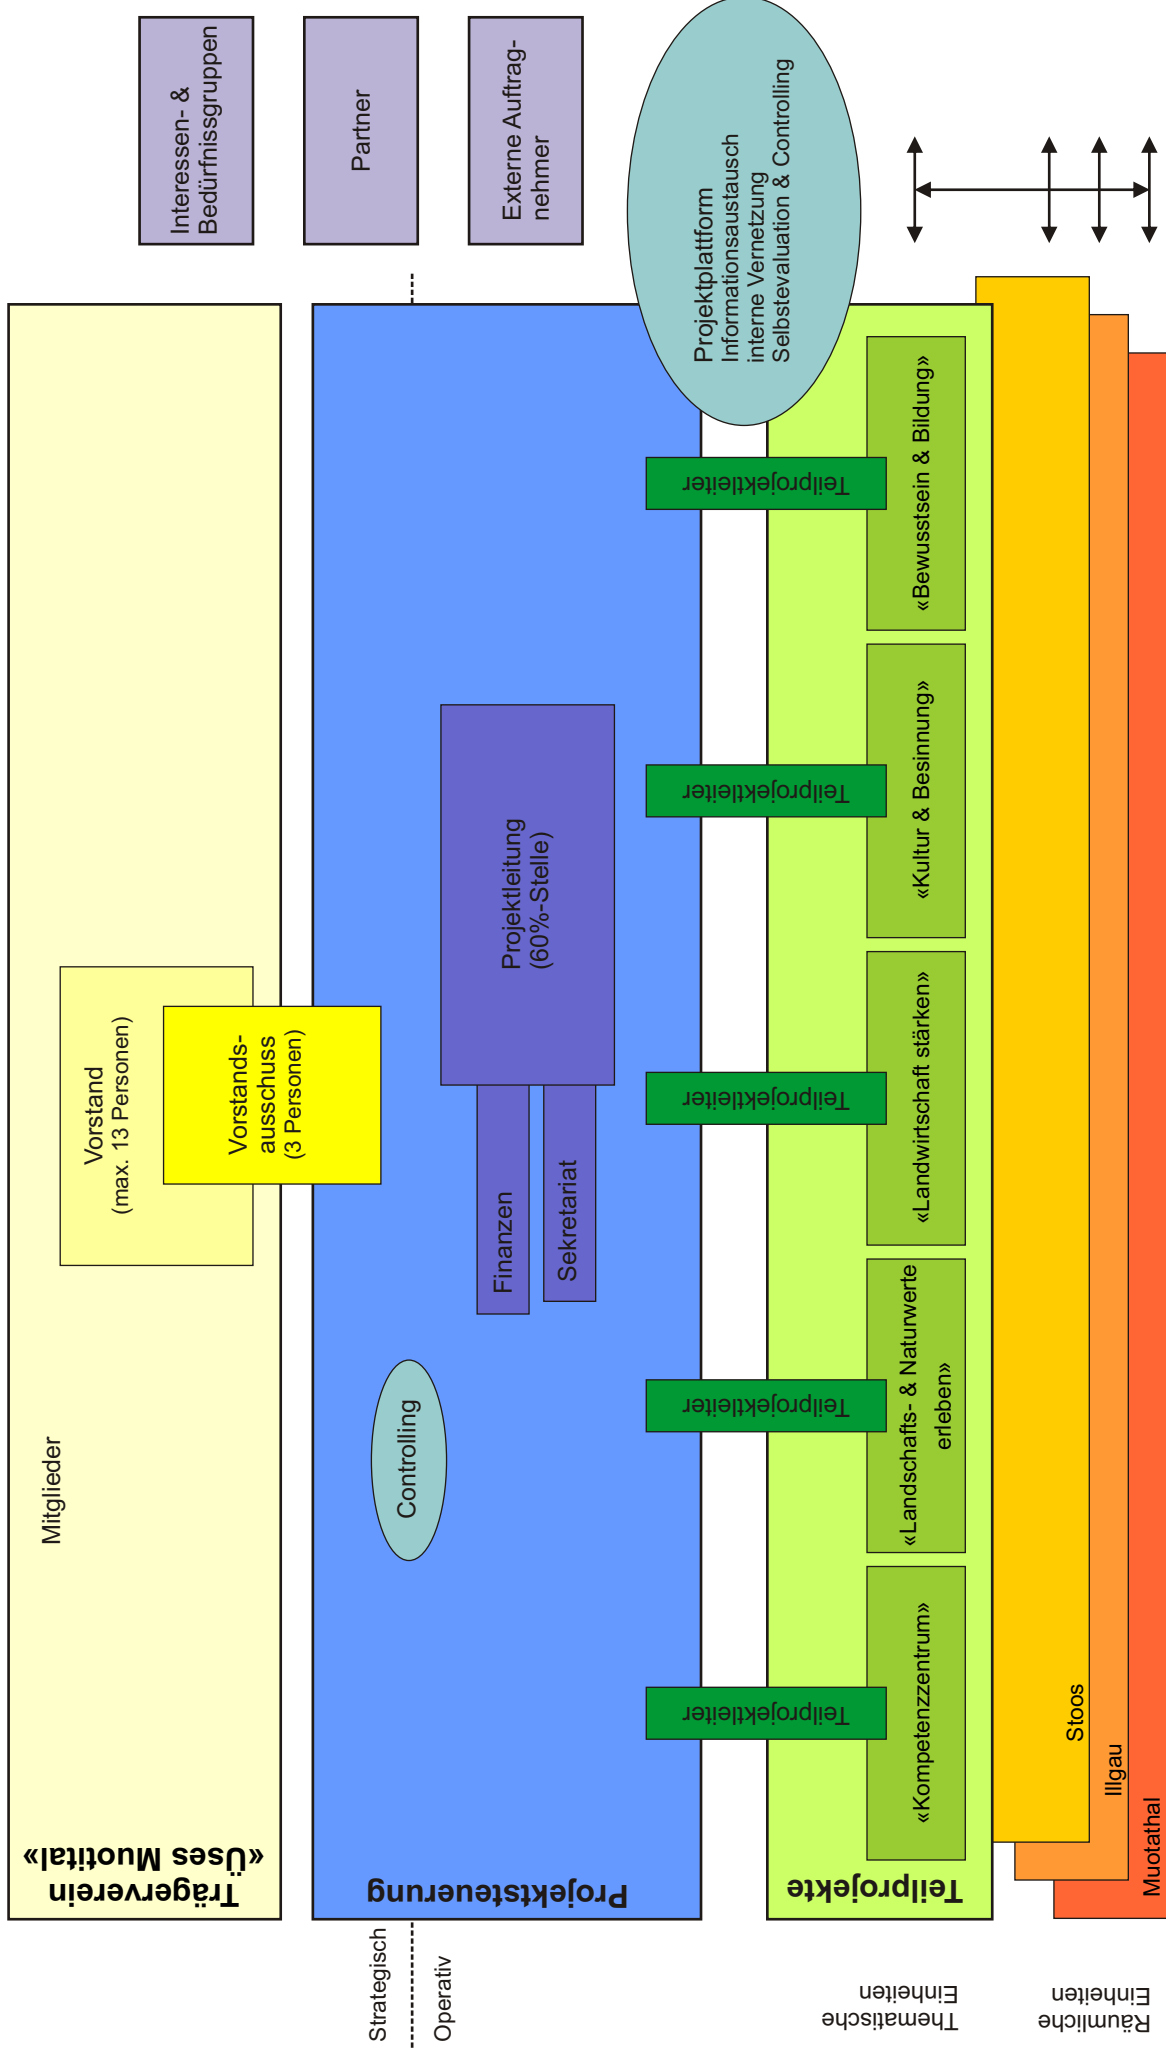 Trägerverein
«Üses Muotital»
Mitglieder
Vorstand
(max. 13 Personen)
Vorstands-
ausschuss
(3 Personen)
Interessen- &
Bedürfnissgruppen
Partner
Externe Auftrag-
nehmer
Strategisch
Operativ
Projektsteuerung
Controlling
Finanzen
Sekretariat
Projektleitung
(60%-Stelle)
Projektplattform
Informationsaustausch
interne Vernetzung
Selbstevaluation & Controlling
Teilprojektleiter
Teilprojektleiter
Teilprojektleiter
Teilprojektleiter
Teilprojektleiter
Thematische
Einheiten
Teilprojekte
«Kompetenzzentrum»
«Landschafts- & Naturwerte
erleben»
«Landwirtschaft stärken»
«Kultur & Besinnung»
«Bewusstsein & Bildung»
Räumliche
Einheiten
Stoos
Illgau
Muotathal